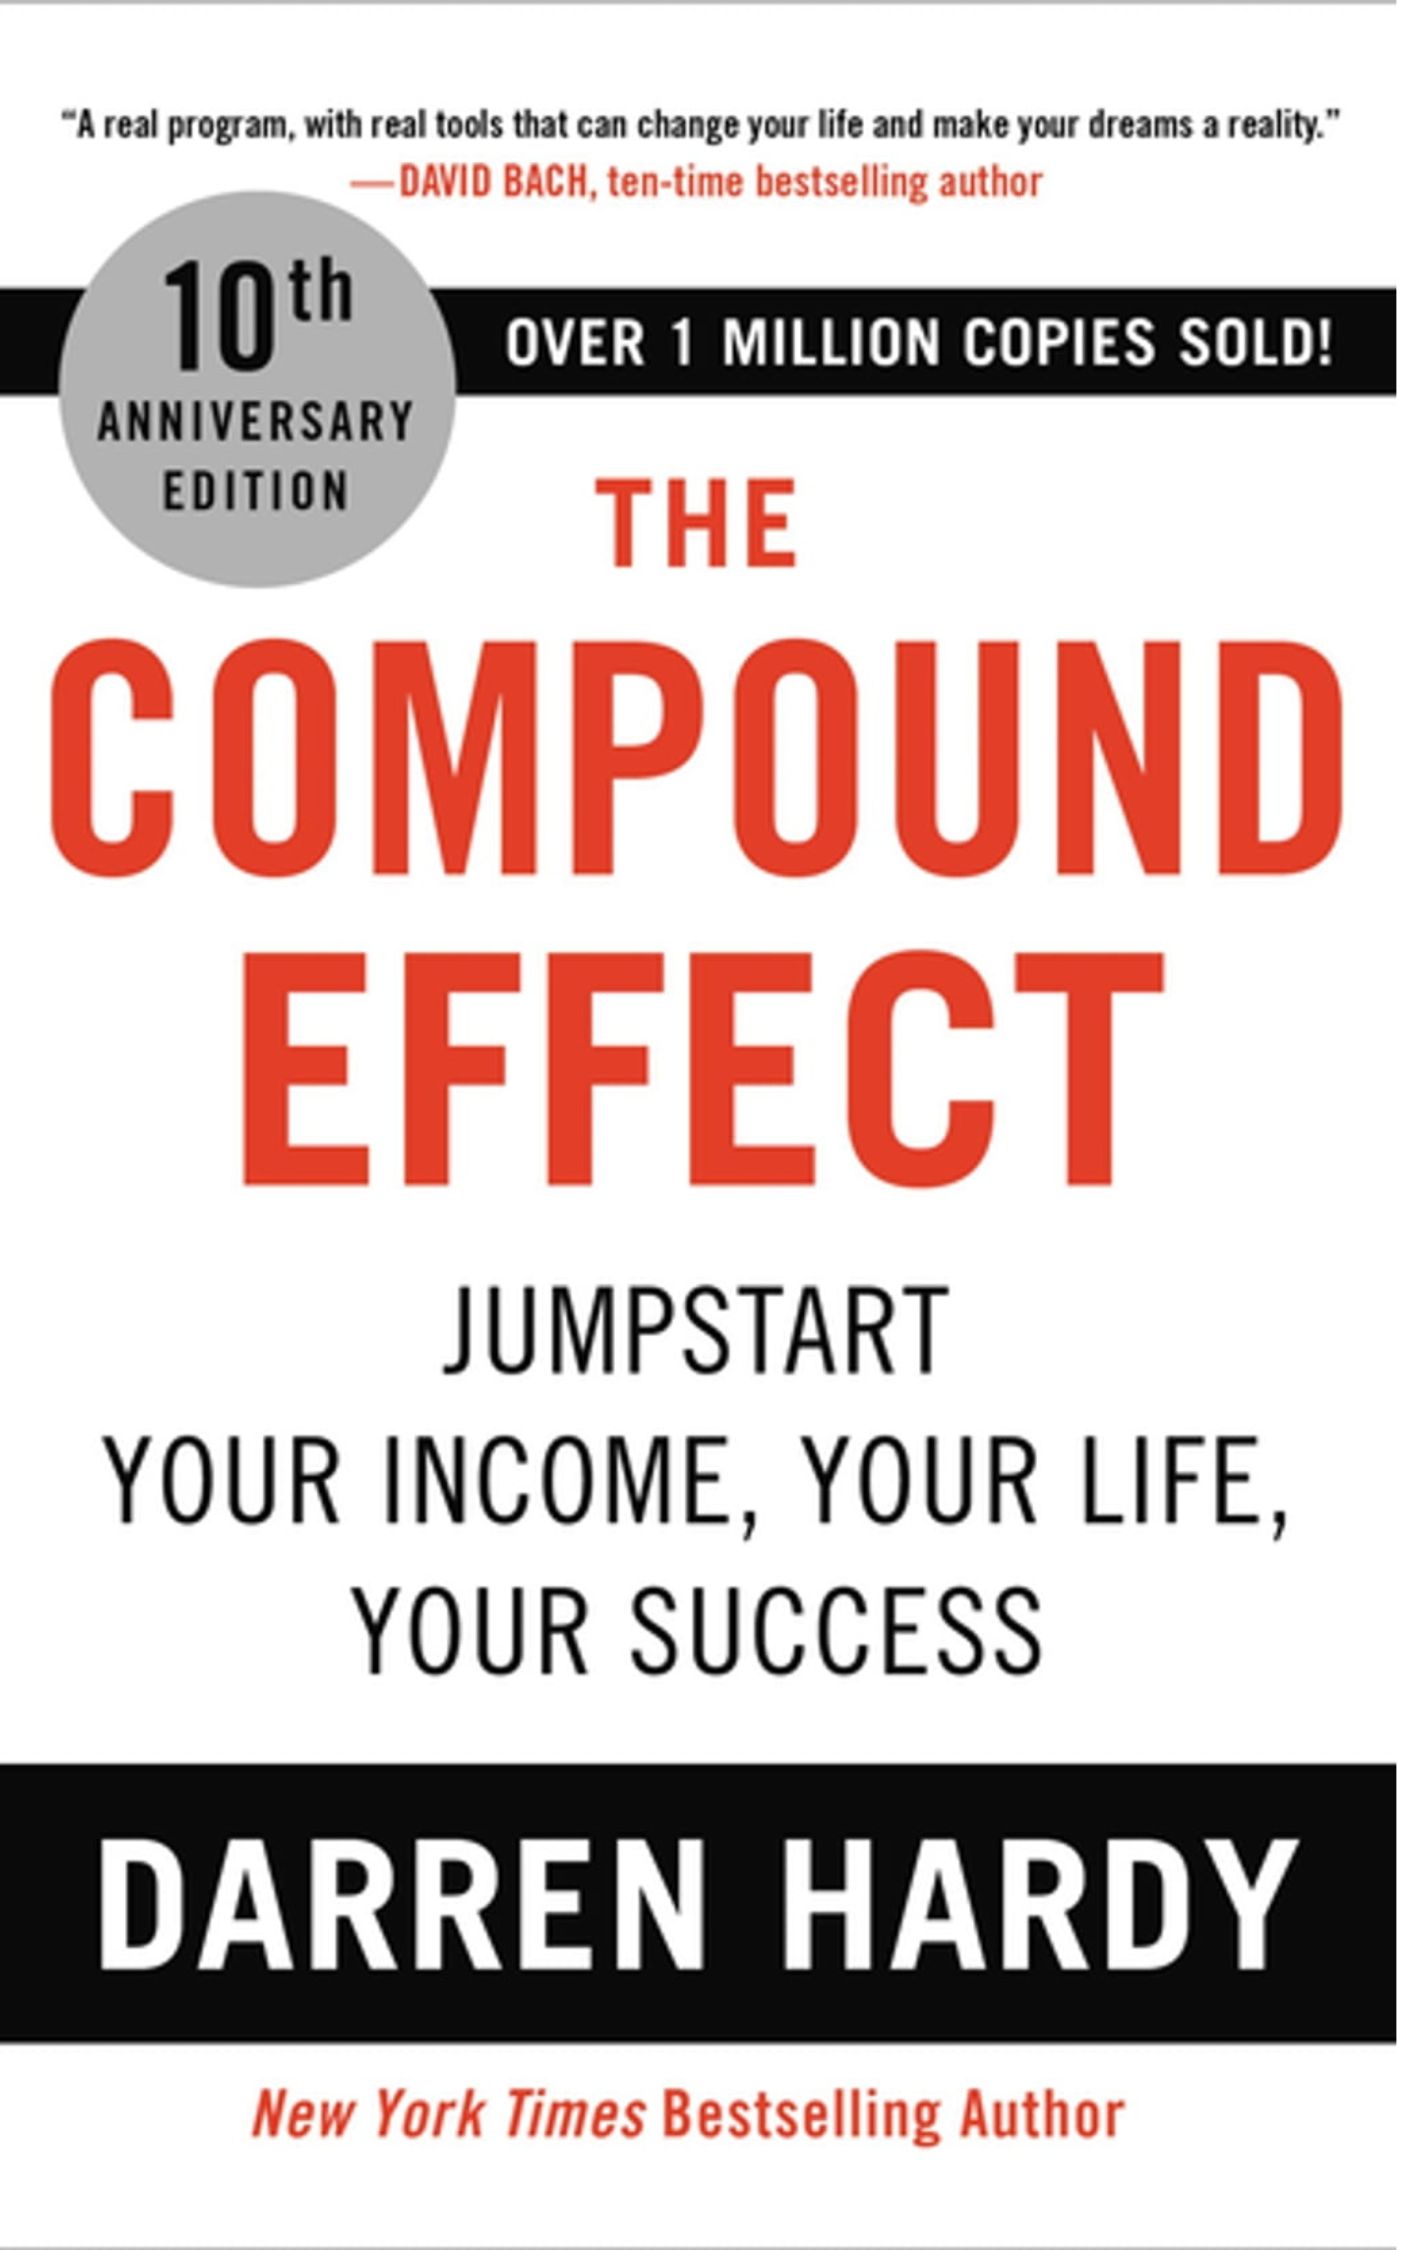 “A real program, with real tools that can change your life and make your dreams a reality.”
—DAVID BACH, ten-time bestselling author
10th
ANNIVERSARY
EDITION
OVER 1 MILLION COPIES SOLD!
THE
COMPOUND
EFFECT
JUMPSTART
YOUR INCOME, YOUR LIFE,
YOUR SUCCESS
DARREN HARDY
New York Times Bestselling Author